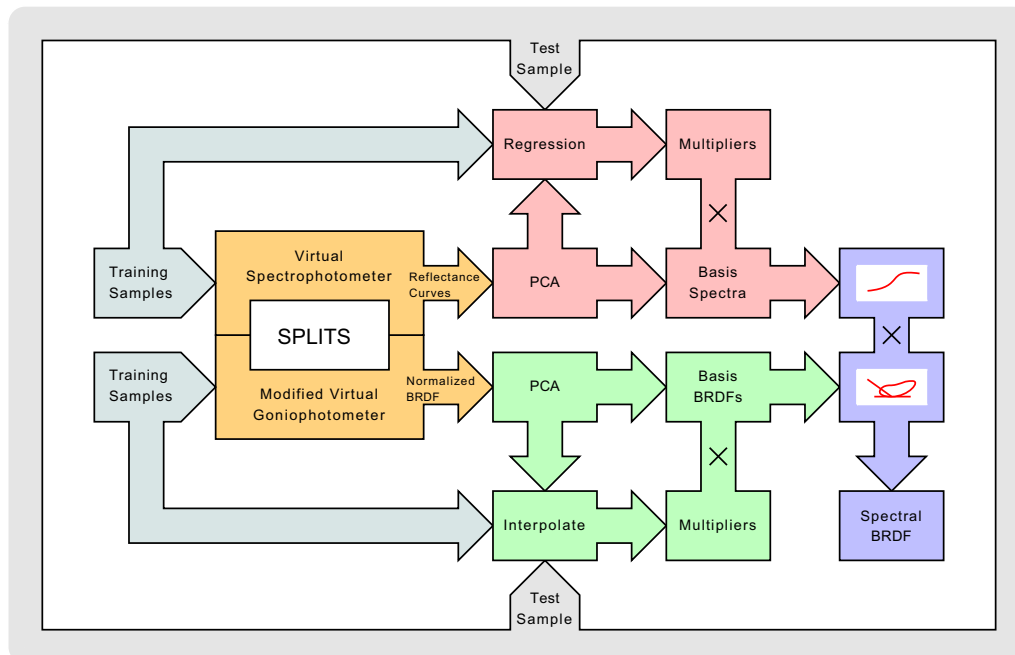 Test
Sample
Regression
Multipliers
Training
Samples
Virtual
Spectrophotometer
Reflectance
Curves
PCA
Basis
Spectra
SPLITS
Training
Samples
Modified Virtual
Goniophotometer
Normalized
BRDF
PCA
Basis
BRDFs
Interpolate
Multipliers
Spectral
BRDF
Test
Sample